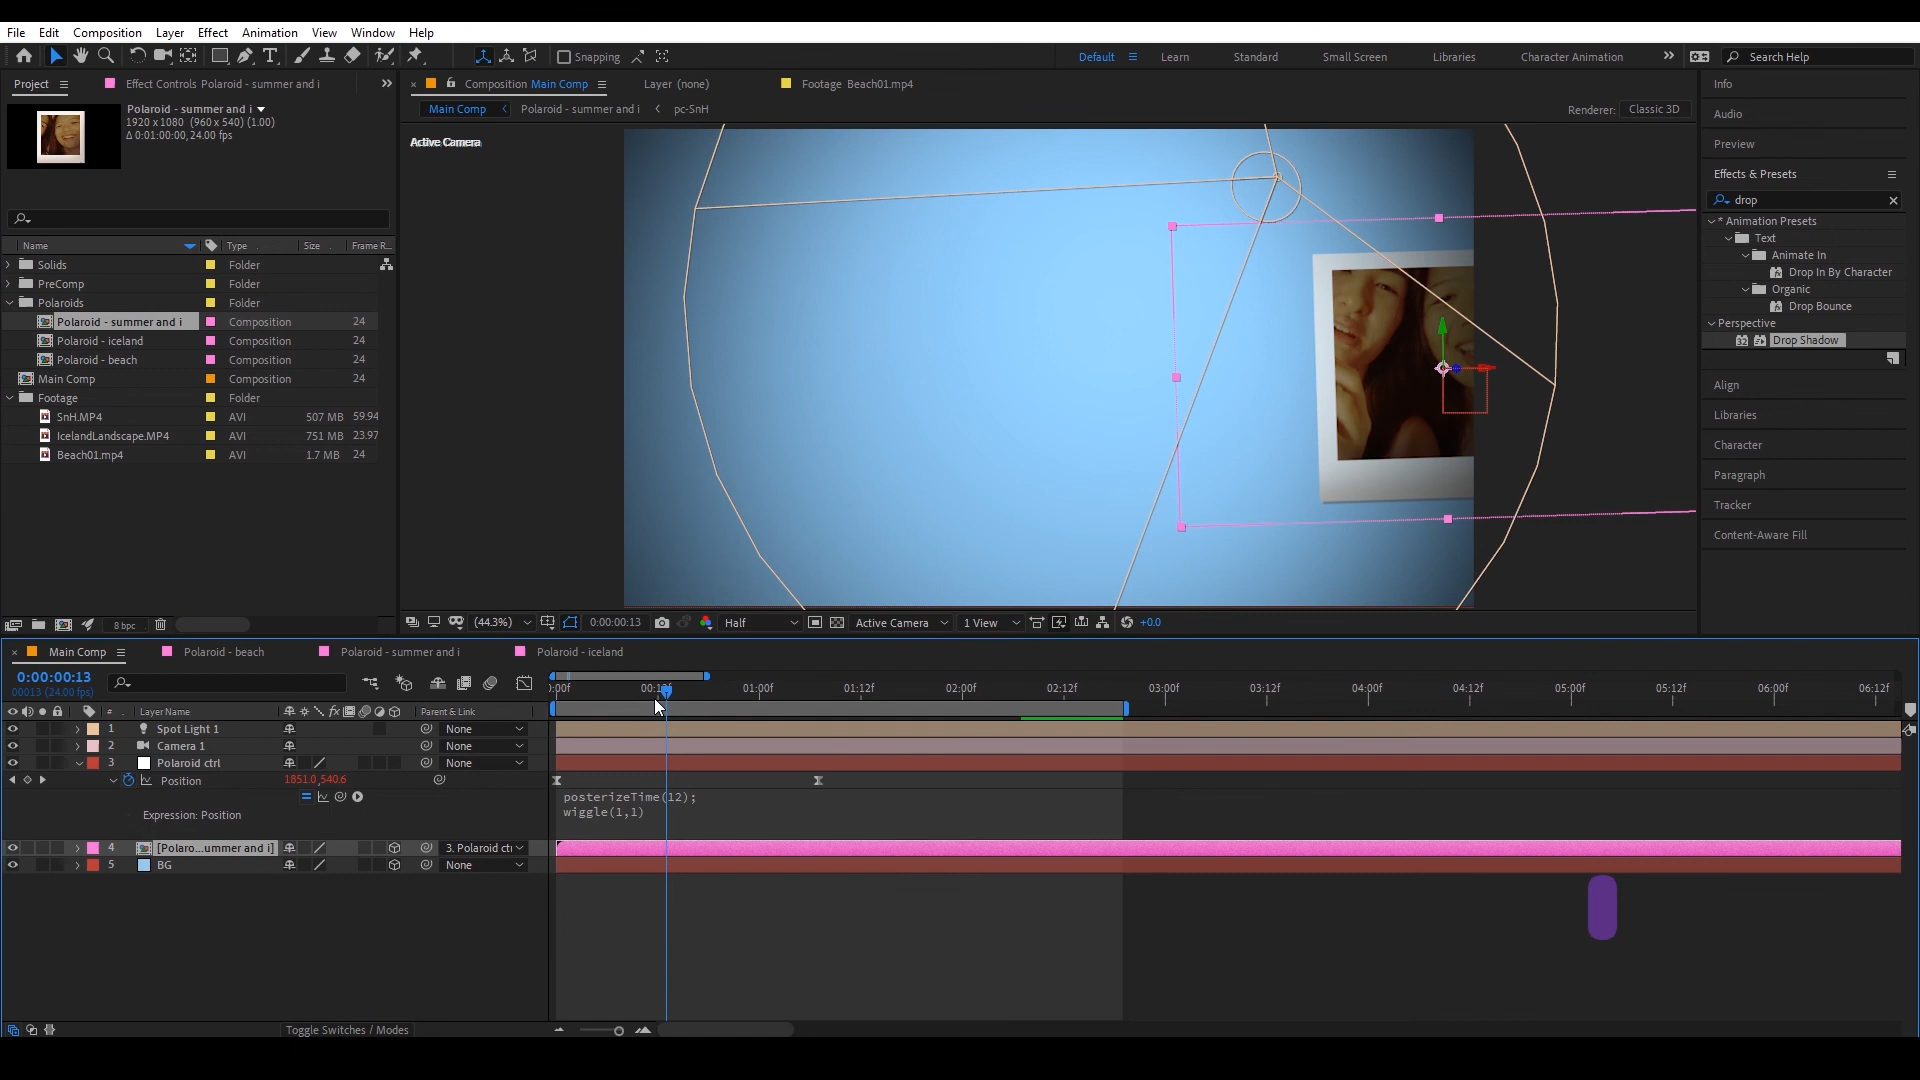 File Edit Composition Layer Effect Animation View Window Help
Snapping Default Learn Standard Small Screen Libraries Character Animation Search Help
Project Effect Controls Polaroid - summer and i
Composition Main Comp Layer (none) Footage Beach01.mp4
Main Comp Polaroid - summer and i pc-SnH Renderer: Classic 3D
Polaroid - summer and i
1920 x 1080 (960 x 540) (1.00)
Δ 0:01:00:00, 24.00 fps
Active Camera
Name Type Size Frame R...
Solids Folder
PreComp Folder
Polaroids Folder
Polaroid - summer and i Composition 24
Polaroid - iceland Composition 24
Polaroid - beach Composition 24
Main Comp Composition 24
Footage Folder
SnH.MP4 AVI 507 MB 59.94
IcelandLandscape.MP4 AVI 751 MB 23.97
Beach01.mp4 AVI 1.7 MB 24
8 bpc
(44.3%) 0:00:00:13 Half Active Camera 1 View +0.0
Info
Audio
Preview
Effects & Presets
drop
* Animation Presets
Text
Animate In
Drop In By Character
Organic
Drop Bounce
Perspective
32 Drop Shadow
Align
Libraries
Character
Paragraph
Tracker
Content-Aware Fill
Main Comp Polaroid - beach Polaroid - summer and i Polaroid - iceland
0:00:00:13
00013 (24.00 fps)
:00f 00:12f 01:00f 01:12f 02:00f 02:12f 03:00f 03:12f 04:00f 04:12f 05:00f 05:12f 06:00f 06:12f
# Layer Name Parent & Link
1 Spot Light 1 None
2 Camera 1 None
3 Polaroid ctrl None
Position 1851.0,540.6
posterizeTime(12);
wiggle(1,1)
Expression: Position
4 [Polaro...ummer and i] 3. Polaroid ctr
5 BG None
Toggle Switches / Modes